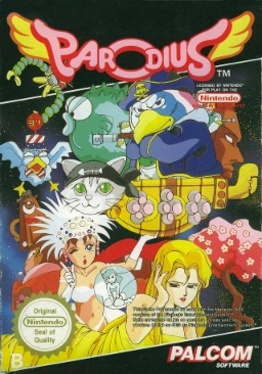 PARODIUS
TM
LICENSED BY NINTENDO
FOR PLAY ON THE
Nintendo
Original
Nintendo
Seal of
Quality
B
PALCOM
SOFTWARE